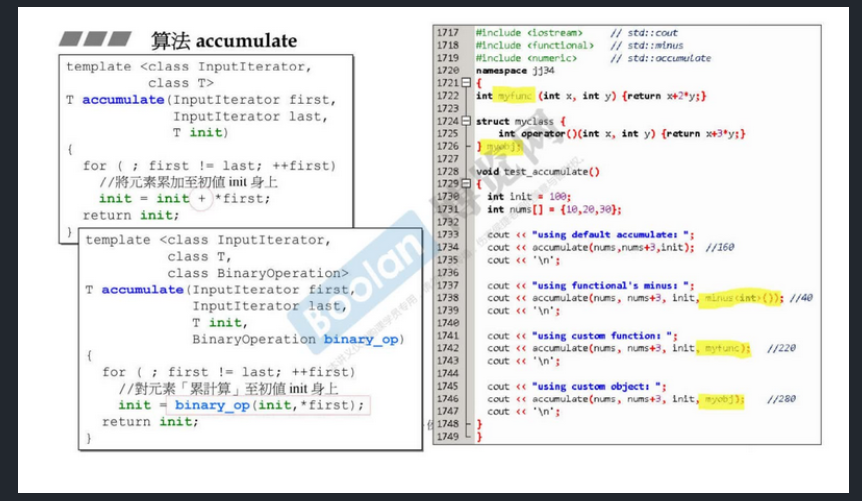 算法 accumulate
template <class InputIterator,
class T>
T accumulate(InputIterator first,
InputIterator last,
T init)
{
for ( ; first != last; ++first)
//將元素累加至初值 init 身上
init = init + *first;
return init;
}
template <class InputIterator,
class T,
class BinaryOperation>
T accumulate(InputIterator first,
InputIterator last,
T init,
BinaryOperation binary_op)
{
for ( ; first != last; ++first)
//對元素「累計算」至初值 init 身上
init = binary_op(init,*first);
return init;
}
1717 #include <iostream> // std::cout
1718 #include <functional> // std::minus
1719 #include <numeric> // std::accumulate
1720 namespace jj34
1721 {
1722 int myfunc (int x, int y) {return x+2*y;}
1723
1724 struct myclass {
1725 int operator()(int x, int y) {return x+3*y;}
1726 } myobj;
1727
1728 void test_accumulate()
1729 {
1730 int init = 100;
1731 int nums[] = {10,20,30};
1732
1733 cout << "using default accumulate: ";
1734 cout << accumulate(nums,nums+3,init); //160
1735 cout << '\n';
1736
1737 cout << "using functional's minus: ";
1738 cout << accumulate(nums, nums+3, init, minus<int>()); //40
1739 cout << '\n';
1740
1741 cout << "using custom function: ";
1742 cout << accumulate(nums, nums+3, init, myfunc); //220
1743 cout << '\n';
1744
1745 cout << "using custom object: ";
1746 cout << accumulate(nums, nums+3, init, myobj); //280
1747 cout << '\n';
1748 }
1749 }
Boolan 博览网